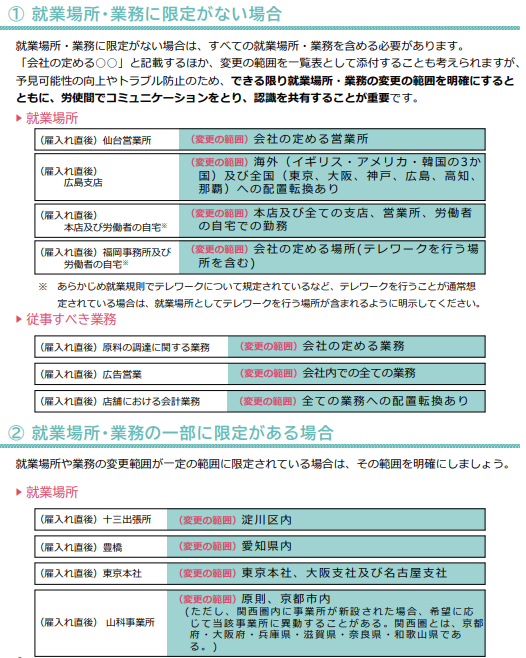 ① 就業場所･業務に限定がない場合
就業場所・業務に限定がない場合は、すべての就業場所・業務を含める必要があります。
「会社の定める○○」と記載するほか、変更の範囲を一覧表として添付することも考えられますが、
予見可能性の向上やトラブル防止のため、できる限り就業場所・業務の変更の範囲を明確にすると
ともに、労使間でコミュニケーションをとり、認識を共有することが重要です。
就業場所
（雇入れ直後）仙台営業所 （変更の範囲）会社の定める営業所
（雇入れ直後）
広島支店
（変更の範囲）海外（イギリス・アメリカ・韓国の3か
国）及び全国（東京、大阪、神戸、広島、高知、
那覇）への配置転換あり
（雇入れ直後）
本店及び労働者の自宅※
（変更の範囲）本店及び全ての支店、営業所、労働者
の自宅での勤務
（雇入れ直後）福岡事務所及び
労働者の自宅※
（変更の範囲）会社の定める場所(テレワークを行う場
所を含む)
※ あらかじめ就業規則でテレワークについて規定されているなど、テレワークを行うことが通常想
定されている場合は、就業場所としてテレワークを行う場所が含まれるように明示してください。
従事すべき業務
（雇入れ直後）原料の調達に関する業務 （変更の範囲）会社の定める業務
（雇入れ直後）広告営業 （変更の範囲）会社内での全ての業務
（雇入れ直後）店舗における会計業務 （変更の範囲）全ての業務への配置転換あり
② 就業場所･業務の一部に限定がある場合
就業場所や業務の変更範囲が一定の範囲に限定されている場合は、その範囲を明確にしましょう。
就業場所
（雇入れ直後）十三出張所 （変更の範囲）淀川区内
（雇入れ直後）豊橋 （変更の範囲）愛知県内
（雇入れ直後）東京本社 （変更の範囲）東京本社、大阪支社及び名古屋支社
（雇入れ直後） 山科事業所
（変更の範囲）原則、京都市内
（ただし、関西圏内に事業所が新設された場合、希望に応
じて当該事業所に異動することがある。関西圏とは、京都
府・大阪府・兵庫県・滋賀県・奈良県・和歌山県であ
る。)